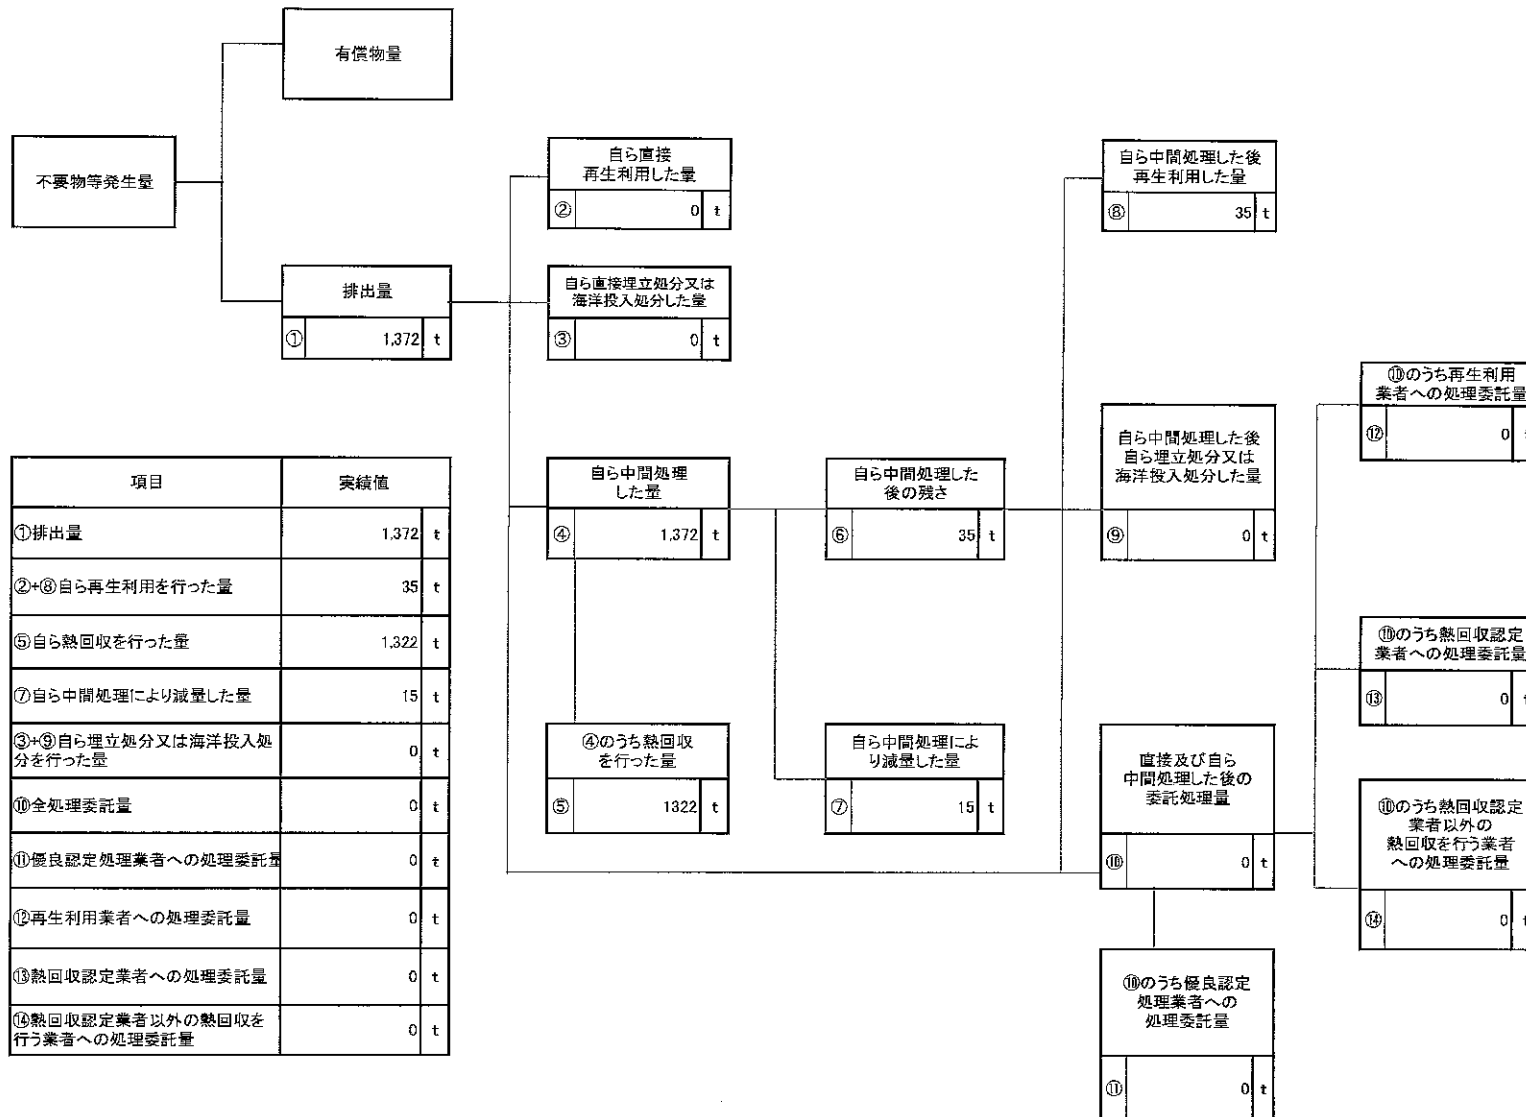 有償物量
不要物等発生量
排出量
① 1,372 t
自ら直接
再生利用した量
② 0 t
自ら直接埋立処分又は
海洋投入処分した量
③ 0 t
自ら中間処理
した量
④ 1,372 t
④のうち熱回収
を行った量
⑤ 1322 t
自ら中間処理した
後の残さ
⑥ 35 t
自ら中間処理によ
り減量した量
⑦ 15 t
自ら中間処理した後
再生利用した量
⑧ 35 t
自ら中間処理した後
自ら埋立処分又は
海洋投入処分した量
⑨ 0 t
直接及び自ら
中間処理した後の
委託処理量
⑩ 0 t
⑩のうち優良認定
処理業者への
処理委託量
⑪ 0 t
⑩のうち再生利用
業者への処理委託量
⑫ 0
⑩のうち熱回収認定
業者への処理委託量
⑬ 0 t
⑩のうち熱回収認定
業者以外の
熱回収を行う業者
への処理委託量
⑭ 0 t
項目 実績値
①排出量 1,372 t
②+⑧自ら再生利用を行った量 35 t
⑤自ら熱回収を行った量 1,322 t
⑦自ら中間処理により減量した量 15 t
③+⑨自ら埋立処分又は海洋投入処
分を行った量 0 t
⑩全処理委託量 0 t
⑪優良認定処理業者への処理委託量 0 t
⑫再生利用業者への処理委託量 0 t
⑬熱回収認定業者への処理委託量 0 t
⑭熱回収認定業者以外の熱回収を
行う業者への処理委託量 0 t